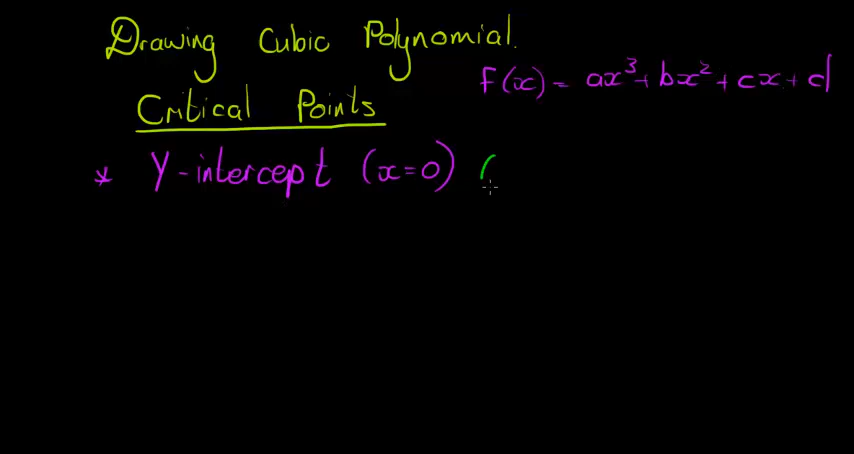 Drawing Cubic Polynomial.
F(x) = ax³ + bx² + cx + d
Critical Points
* Y-intercept (x=0) (